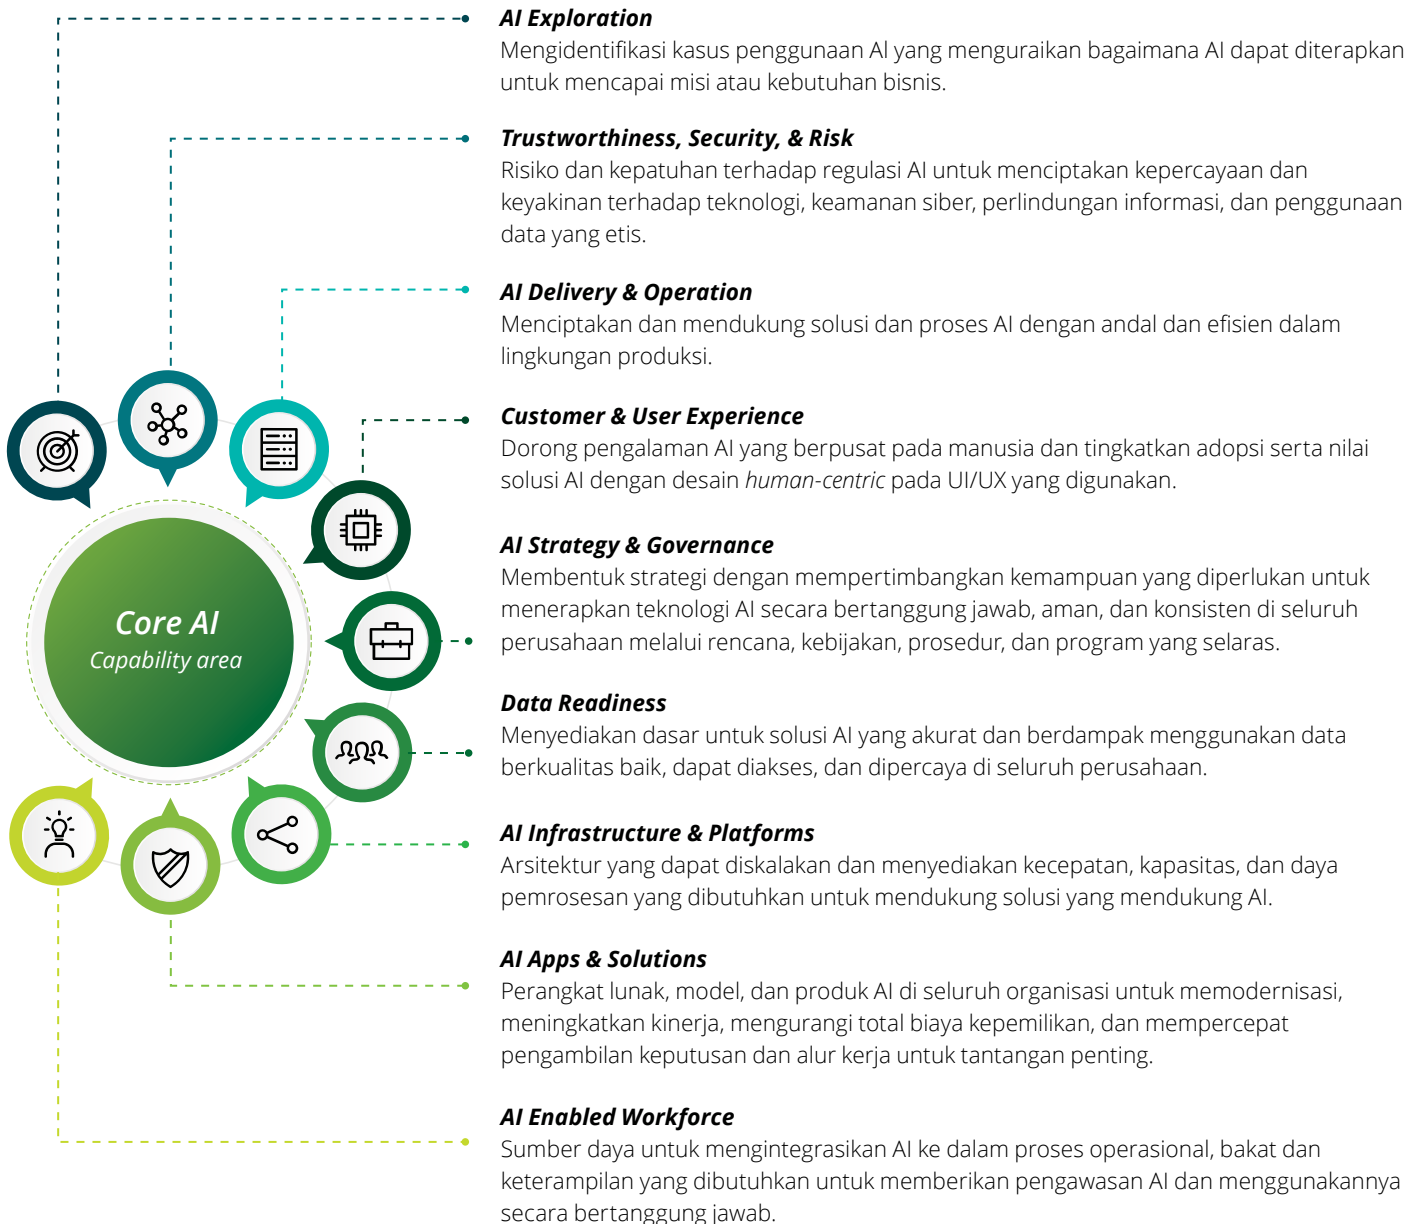 AI Exploration
Mengidentifikasi kasus penggunaan AI yang menguraikan bagaimana AI dapat diterapkan
untuk mencapai misi atau kebutuhan bisnis.
Trustworthiness, Security, & Risk
Risiko dan kepatuhan terhadap regulasi AI untuk menciptakan kepercayaan dan
keyakinan terhadap teknologi, keamanan siber, perlindungan informasi, dan penggunaan
data yang etis.
AI Delivery & Operation
Menciptakan dan mendukung solusi dan proses AI dengan andal dan efisien dalam
lingkungan produksi.
Customer & User Experience
Dorong pengalaman AI yang berpusat pada manusia dan tingkatkan adopsi serta nilai
solusi AI dengan desain human-centric pada UI/UX yang digunakan.
AI Strategy & Governance
Membentuk strategi dengan mempertimbangkan kemampuan yang diperlukan untuk
menerapkan teknologi AI secara bertanggung jawab, aman, dan konsisten di seluruh
perusahaan melalui rencana, kebijakan, prosedur, dan program yang selaras.
Core AI
Capability area
Data Readiness
Menyediakan dasar untuk solusi AI yang akurat dan berdampak menggunakan data
berkualitas baik, dapat diakses, dan dipercaya di seluruh perusahaan.
AI Infrastructure & Platforms
Arsitektur yang dapat diskalakan dan menyediakan kecepatan, kapasitas, dan daya
pemrosesan yang dibutuhkan untuk mendukung solusi yang mendukung AI.
AI Apps & Solutions
Perangkat lunak, model, dan produk AI di seluruh organisasi untuk memodernisasi,
meningkatkan kinerja, mengurangi total biaya kepemilikan, dan mempercepat
pengambilan keputusan dan alur kerja untuk tantangan penting.
AI Enabled Workforce
Sumber daya untuk mengintegrasikan AI ke dalam proses operasional, bakat dan
keterampilan yang dibutuhkan untuk memberikan pengawasan AI dan menggunakannya
secara bertanggung jawab.